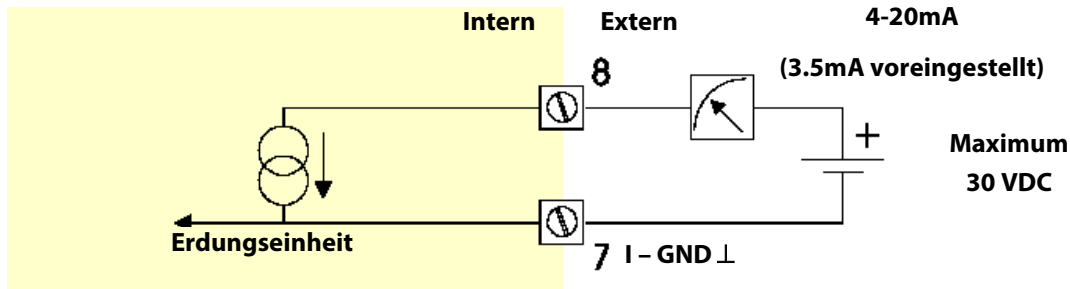 Intern Extern 4-20mA
8 (3.5mA voreingestellt)
+ Maximum
30 VDC
Erdungseinheit
7 I – GND ⊥